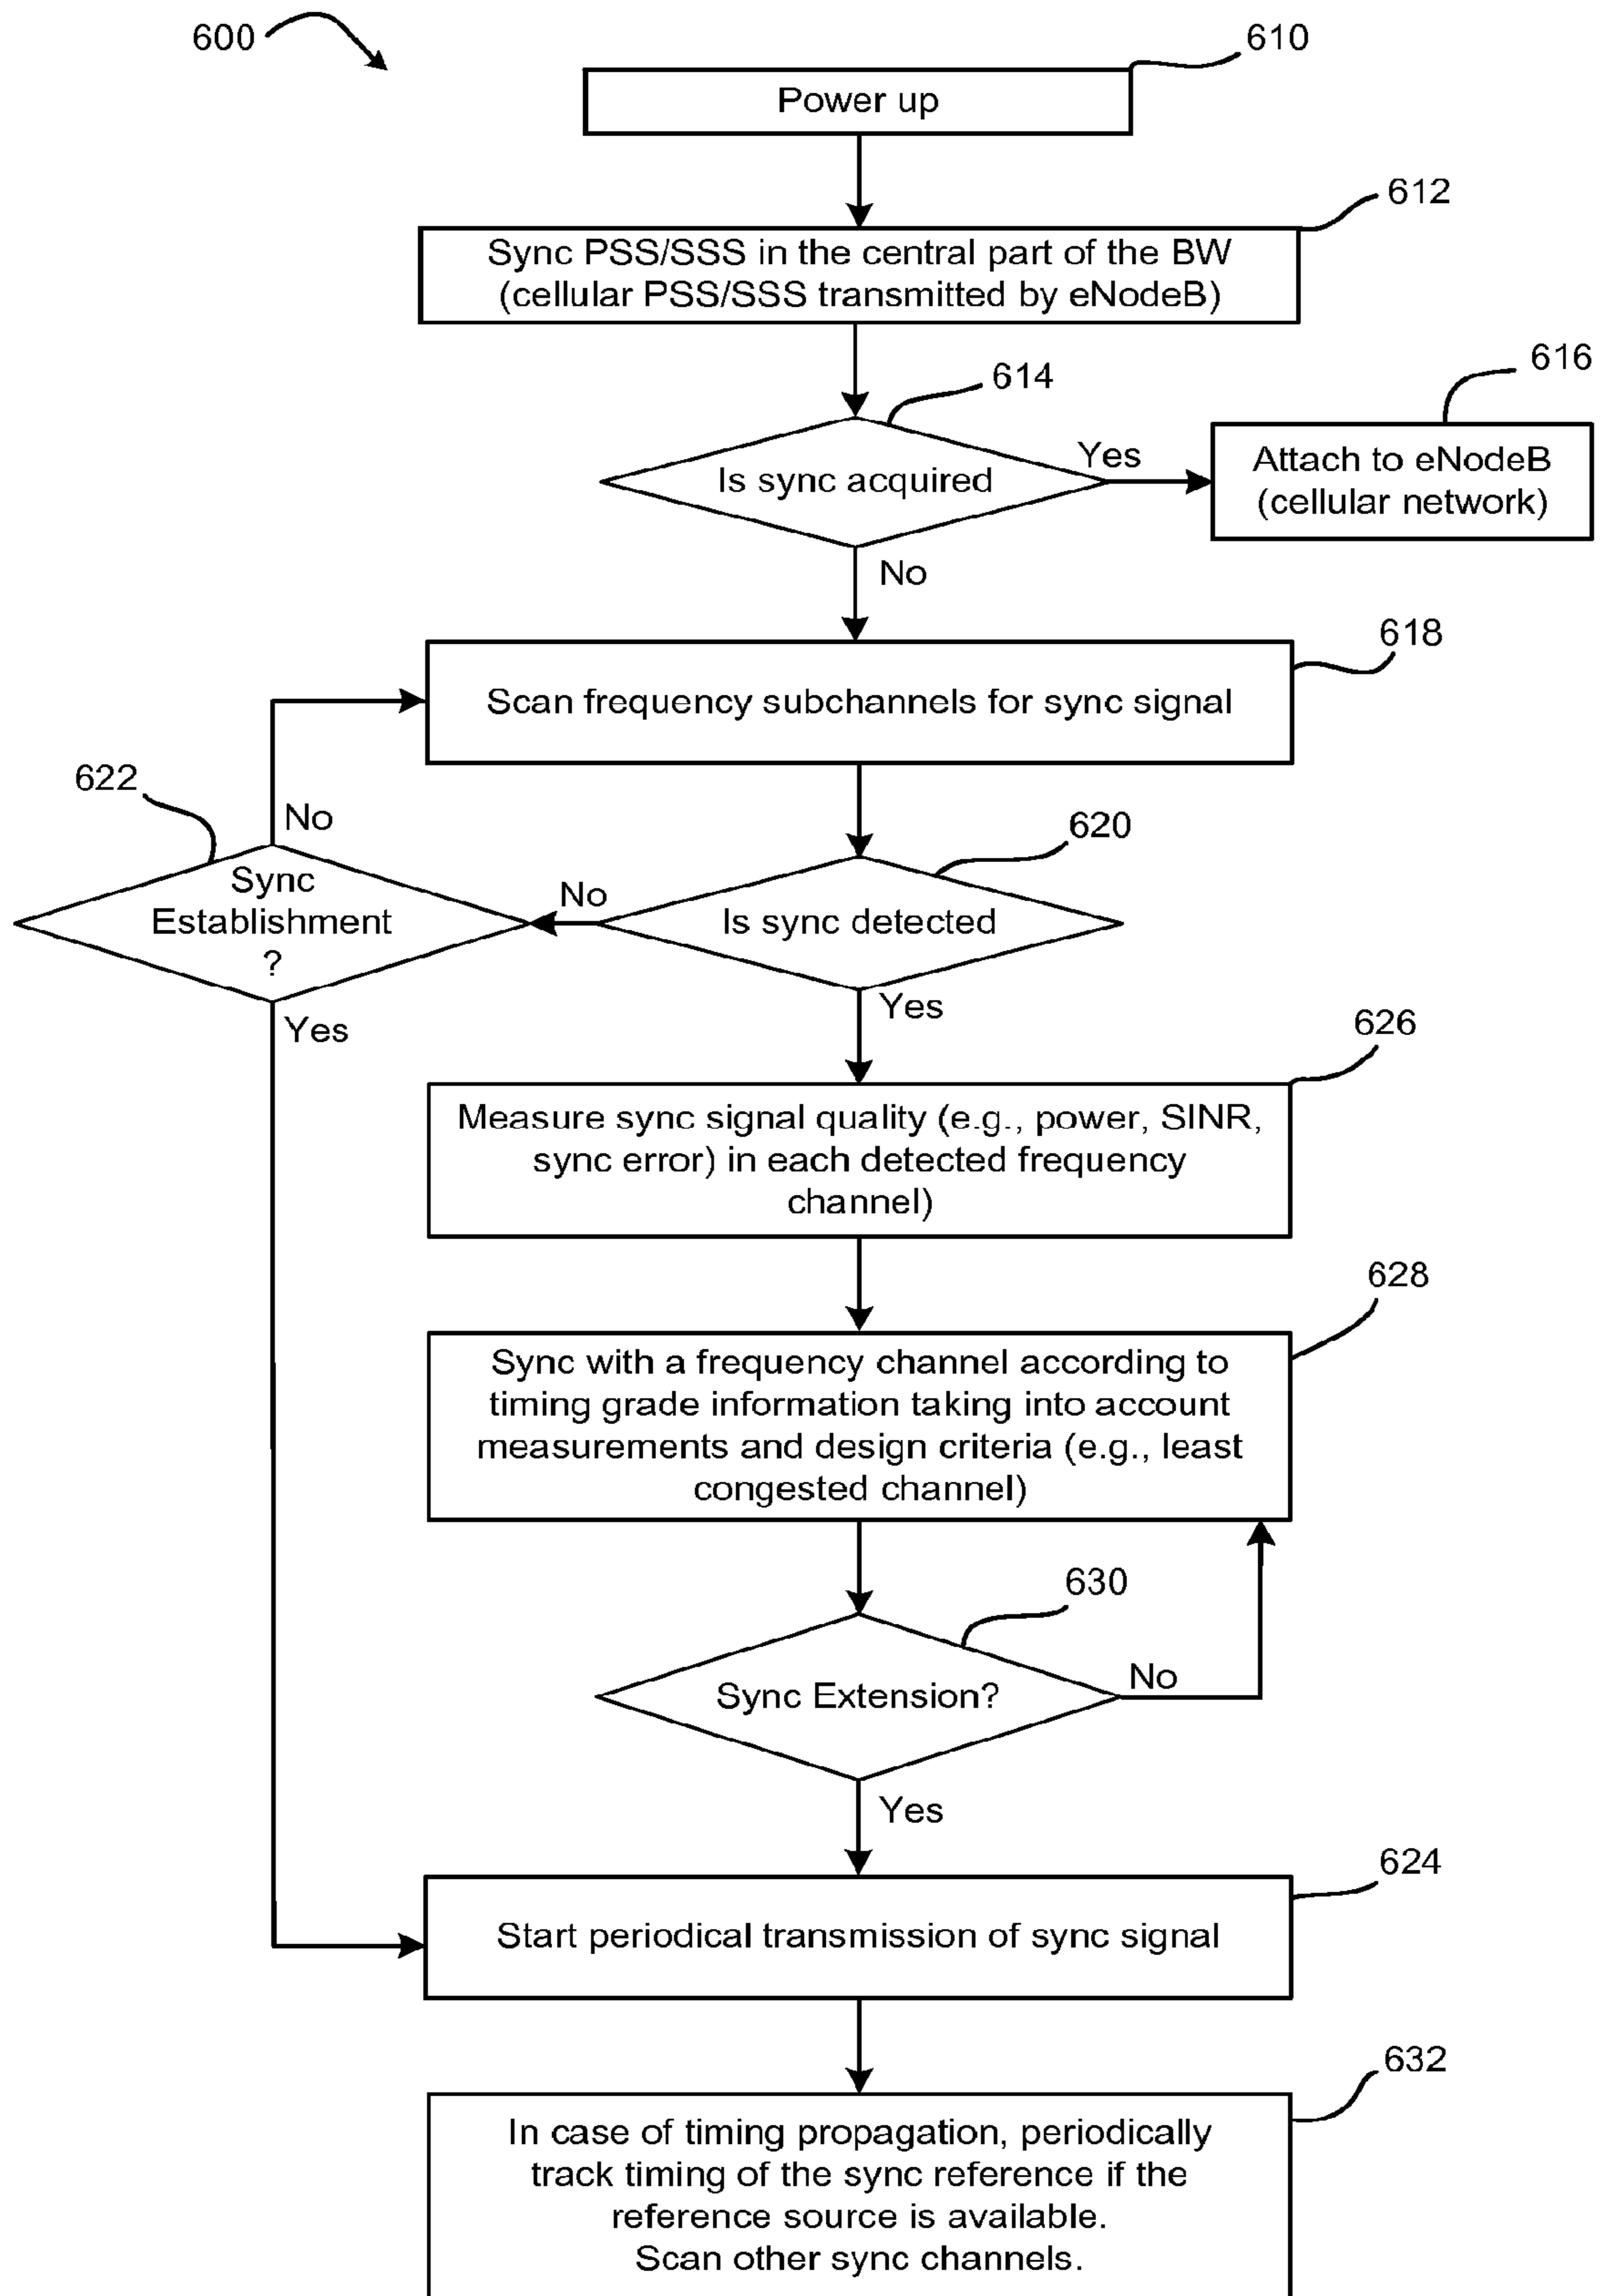 600
610
Power up
612
Sync PSS/SSS in the central part of the BW
(cellular PSS/SSS transmitted by eNodeB)
614
616
Is sync acquired
Yes
Attach to eNodeB
(cellular network)
No
618
Scan frequency subchannels for sync signal
622
No
620
Sync
Establishment
?
No
Is sync detected
Yes
Yes
626
Measure sync signal quality (e.g., power, SINR,
sync error) in each detected frequency
channel)
628
Sync with a frequency channel according to
timing grade information taking into account
measurements and design criteria (e.g., least
congested channel)
630
Sync Extension?
No
Yes
624
Start periodical transmission of sync signal
632
In case of timing propagation, periodically
track timing of the sync reference if the
reference source is available.
Scan other sync channels.